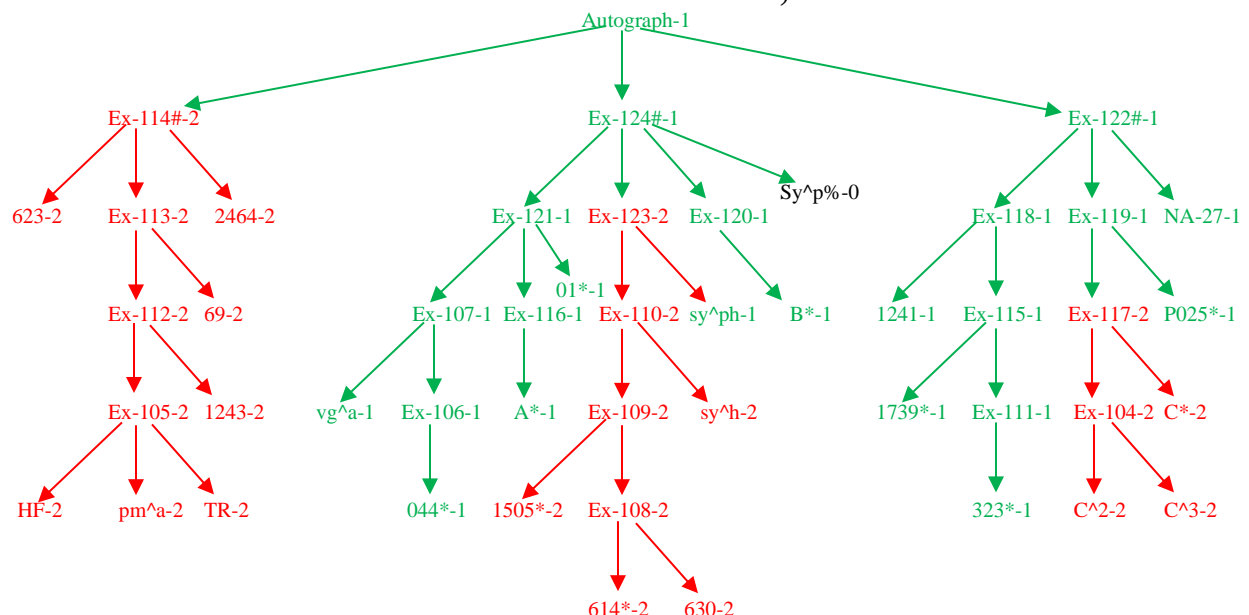 Autograph-1
Ex-114#-2 Ex-124#-1 Ex-122#-1
Sy^p%-0
623-2 Ex-113-2 2464-2 Ex-121-1 Ex-123-2 Ex-120-1 Ex-118-1 Ex-119-1 NA-27-1
01*-1
Ex-112-2 69-2 Ex-107-1 Ex-116-1 Ex-110-2 sy^ph-1 B*-1 1241-1 Ex-115-1 Ex-117-2 P025*-1
Ex-105-2 1243-2 vg^a-1 Ex-106-1 A*-1 Ex-109-2 sy^h-2 1739*-1 Ex-111-1 Ex-104-2 C*-2
HF-2 pm^a-2 TR-2 044*-1 1505*-2 Ex-108-2 323*-1 C^2-2 C^3-2
614*-2 630-2